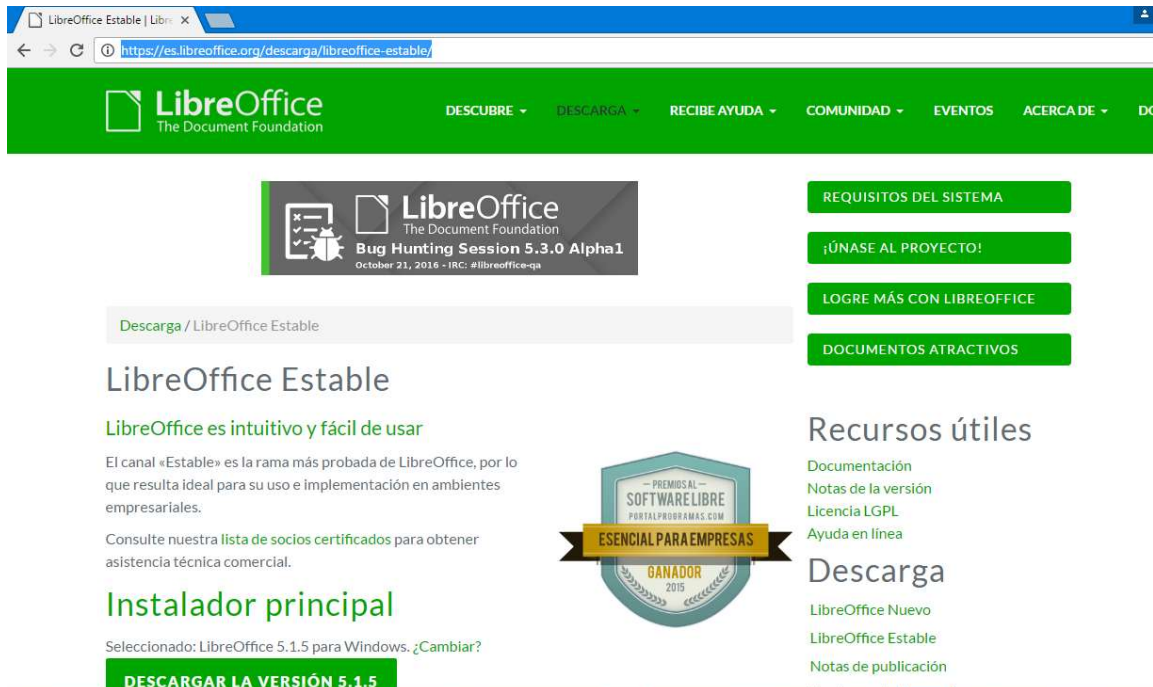 LibreOffice Estable | Libr
https://es.libreoffice.org/descarga/libreoffice-estable/
LibreOffice
The Document Foundation
DESCUBRE
DESCARGA
RECIBE AYUDA
COMUNIDAD
EVENTOS
ACERCA DE
DO
LibreOffice
The Document Foundation
Bug Hunting Session 5.3.0 Alpha1
October 21, 2016 - IRC: #libreoffice-qa
REQUISITOS DEL SISTEMA
¡ÚNASE AL PROYECTO!
LOGRE MÁS CON LIBREOFFICE
DOCUMENTOS ATRACTIVOS
Descarga / LibreOffice Estable
LibreOffice Estable
LibreOffice es intuitivo y fácil de usar
El canal «Estable» es la rama más probada de LibreOffice, por lo
que resulta ideal para su uso e implementación en ambientes
empresariales.
Consulte nuestra lista de socios certificados para obtener
asistencia técnica comercial.
– PREMIOS AL –
SOFTWARE LIBRE
PORTALPROGRAMAS.COM
ESENCIAL PARA EMPRESAS
GANADOR
2015
Instalador principal
Seleccionado: LibreOffice 5.1.5 para Windows. ¿Cambiar?
DESCARGAR LA VERSIÓN 5.1.5
Recursos útiles
Documentación
Notas de la versión
Licencia LGPL
Ayuda en línea
Descarga
LibreOffice Nuevo
LibreOffice Estable
Notas de publicación